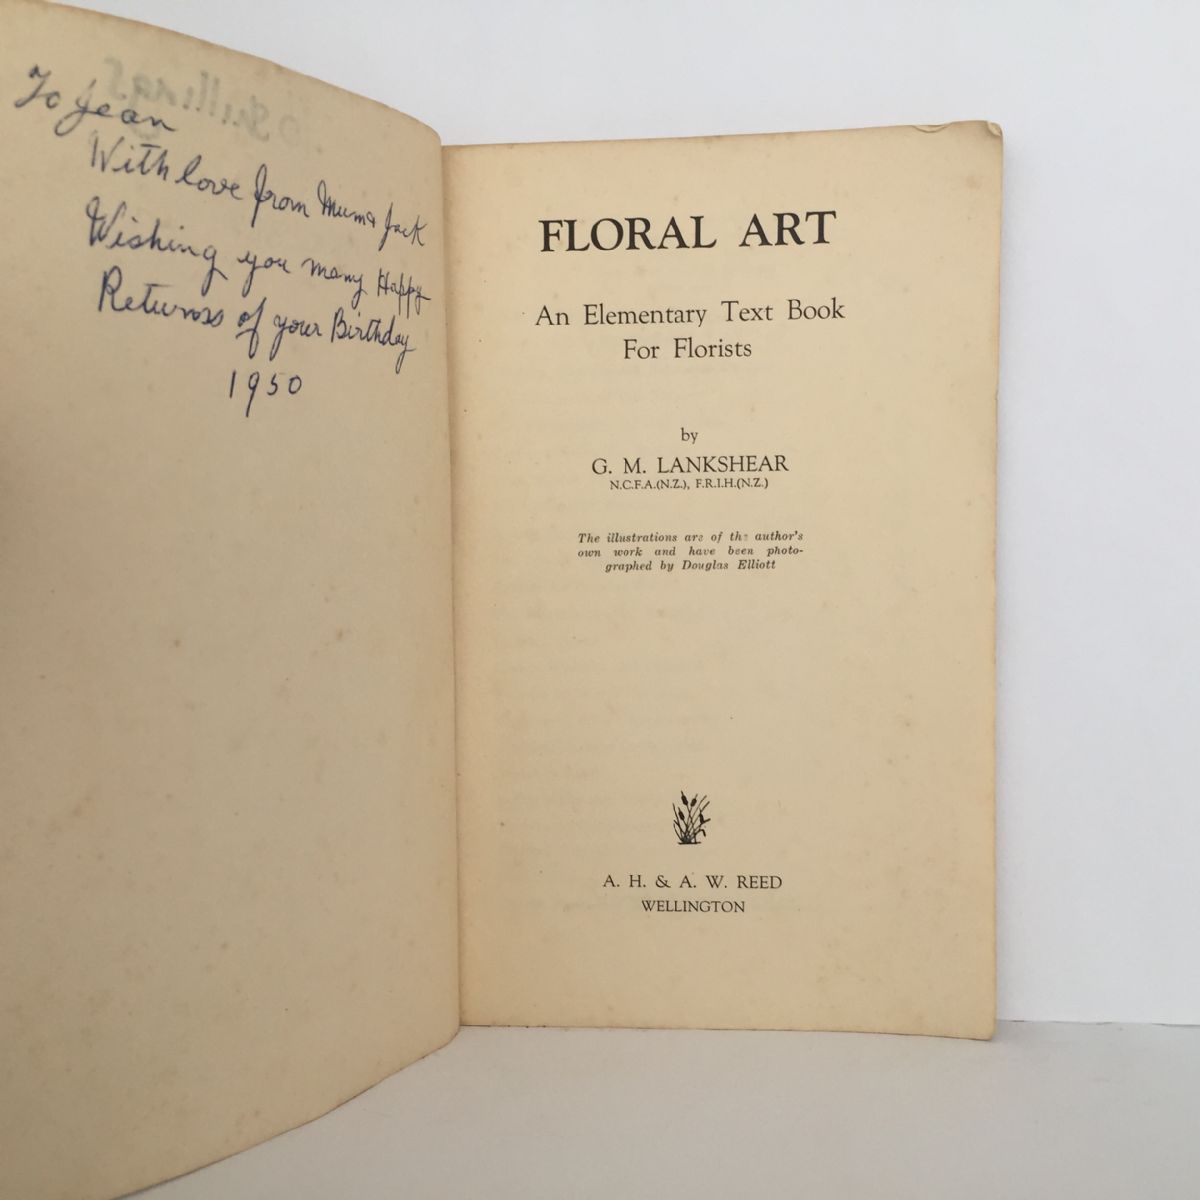 To Jean
With love from Mum & Jack
Wishing you many Happy
Returns of your Birthday
1950
FLORAL ART
An Elementary Text Book
For Florists
by
G. M. LANKSHEAR
N.C.F.A.(N.Z.), F.R.I.H.(N.Z.)
The illustrations are of the author's
own work and have been photo-
graphed by Douglas Elliott
A. H. & A. W. REED
WELLINGTON